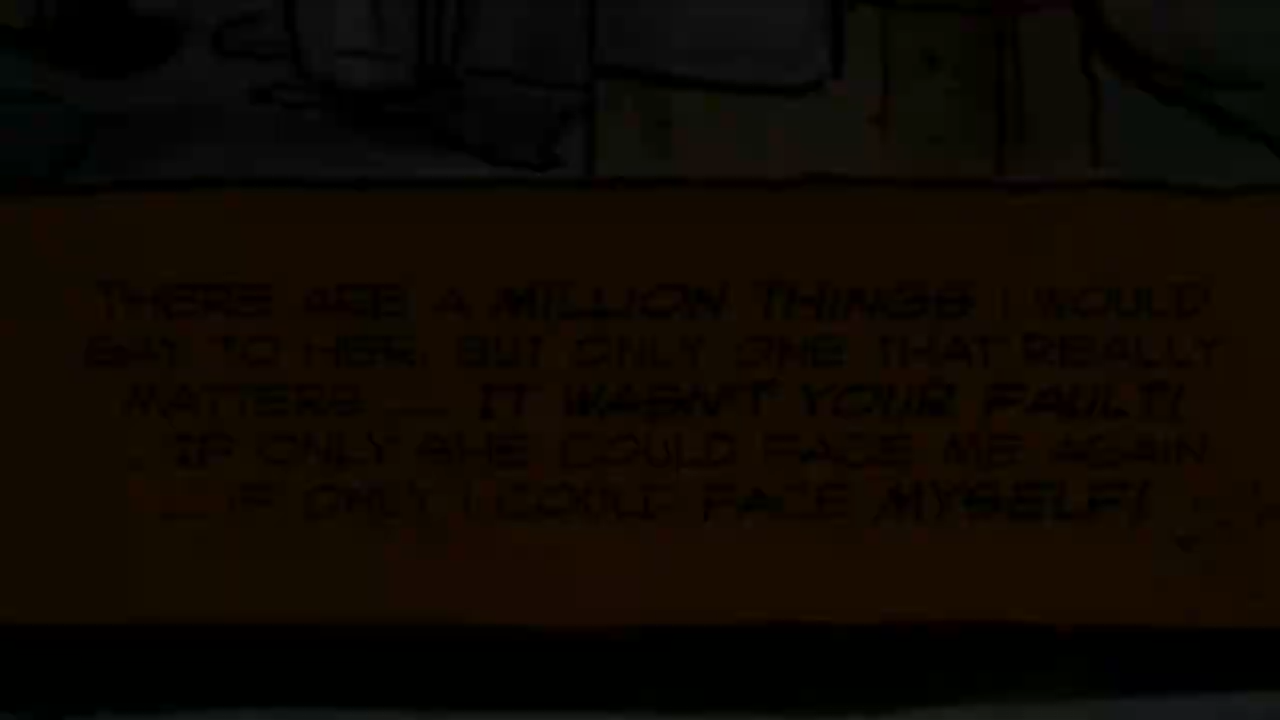 THERE ARE A MILLION THINGS I WOULD
SAY TO HER, BUT ONLY ONE THAT REALLY
MATTERS ... IT WASN'T YOUR FAULT!
IF ONLY SHE COULD FACE ME AGAIN
... IF ONLY I COULD FACE MYSELF!